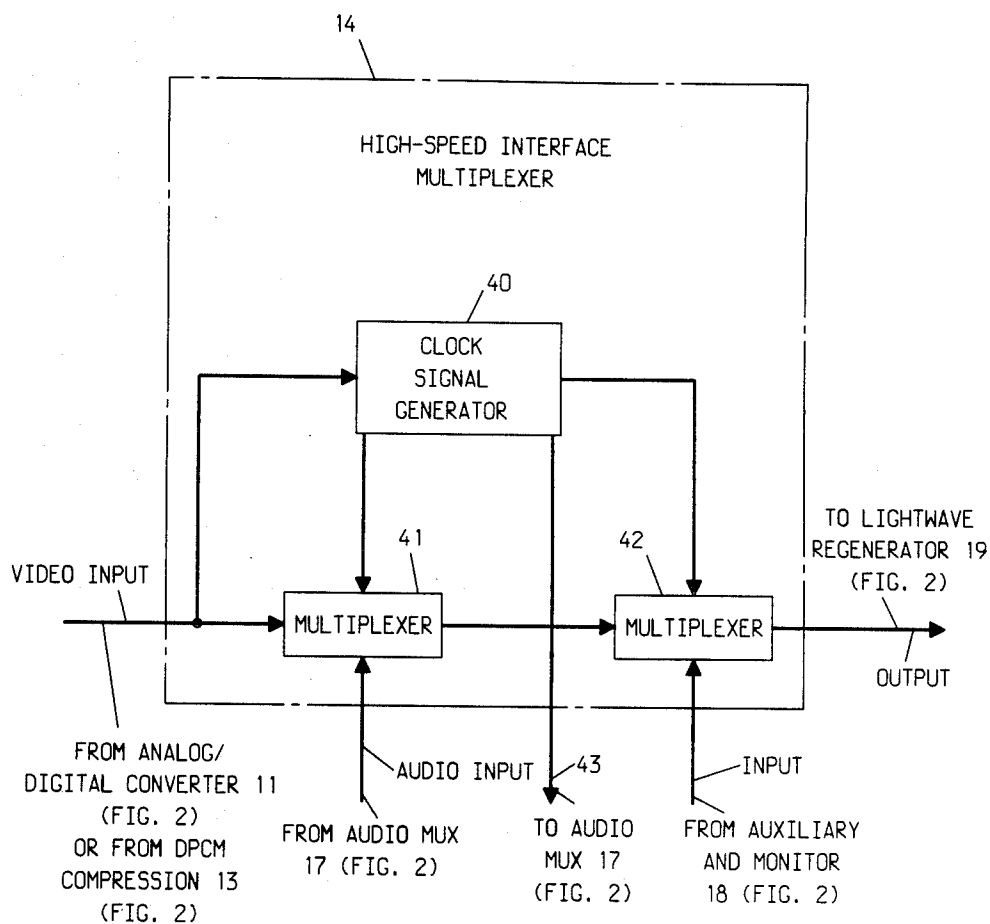 14
HIGH-SPEED INTERFACE
MULTIPLEXER
40
CLOCK
SIGNAL
GENERATOR
41
42
TO LIGHTWAVE
REGENERATOR 19
(FIG. 2)
VIDEO INPUT
MULTIPLEXER
MULTIPLEXER
OUTPUT
FROM ANALOG/
DIGITAL CONVERTER 11
(FIG. 2)
OR FROM DPCM
COMPRESSION 13
(FIG. 2)
AUDIO INPUT
FROM AUDIO MUX
17 (FIG. 2)
43
TO AUDIO
MUX 17
(FIG. 2)
INPUT
FROM AUXILIARY
AND MONITOR
18 (FIG. 2)